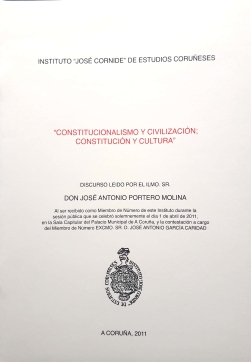 INSTITUTO "JOSÉ CORNIDE" DE ESTUDIOS CORUÑESES
"CONSTITUCIONALISMO Y CIVILIZACIÓN;
CONSTITUCIÓN Y CULTURA"
DISCURSO LEIDO POR EL ILMO. SR.
DON JOSÉ ANTONIO PORTERO MOLINA
Al ser recibido como Miembro de Número de este Instituto durante la
sesión pública que se celebró solemnemente el día 1 de abril de 2011,
en la Sala Capitular del Palacio Municipal de A Coruña, y la contestación a cargo
del Miembro de Número EXCMO. SR. D. JOSÉ ANTONIO GARCÍA CARIDAD
A CORUÑA, 2011